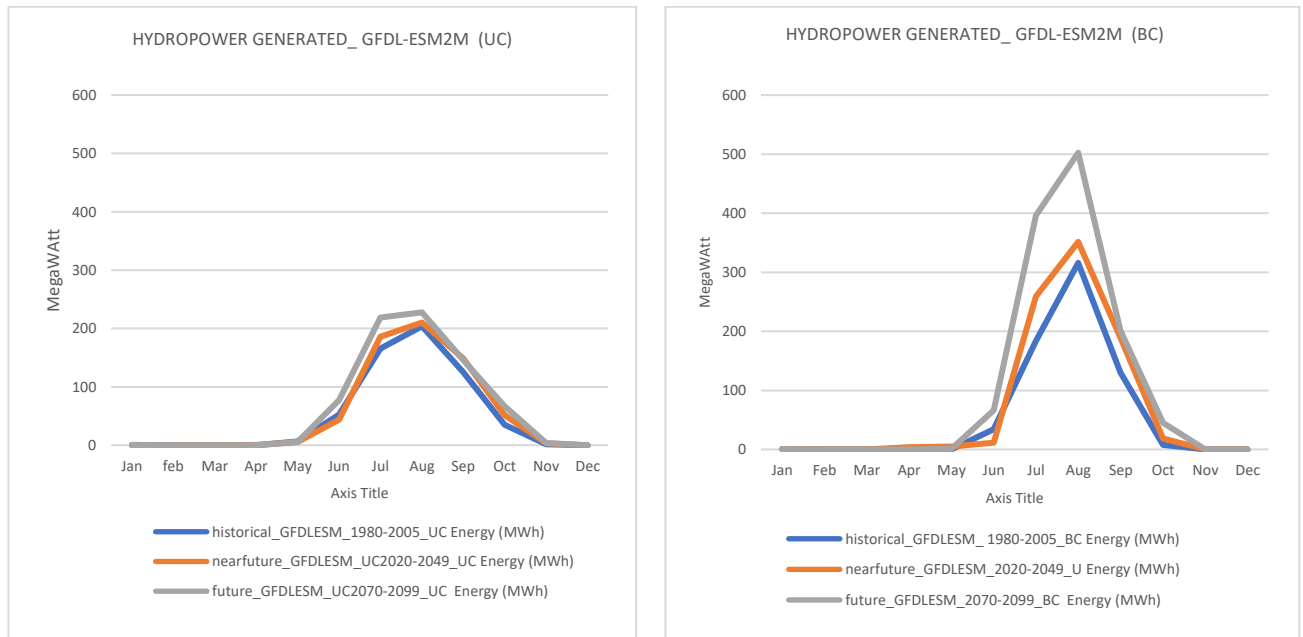 HYDROPOWER GENERATED_ GFDL-ESM2M (UC)
600
500
400
300
200
100
0
MegaWAtt
Jan feb Mar Apr May Jun Jul Aug Sep Oct Nov Dec
Axis Title
historical_GFDLESM_1980-2005_UC Energy (MWh)
nearfuture_GFDLESM_UC2020-2049_UC Energy (MWh)
future_GFDLESM_UC2070-2099_UC Energy (MWh)
HYDROPOWER GENERATED_ GFDL-ESM2M (BC)
600
500
400
300
200
100
0
MegaWAtt
Jan Feb Mar Apr May Jun Jul Aug Sep Oct Nov Dec
Axis Title
historical_GFDLESM_ 1980-2005_BC Energy (MWh)
nearfuture_GFDLESM_2020-2049_U Energy (MWh)
future_GFDLESM_2070-2099_BC Energy (MWh)